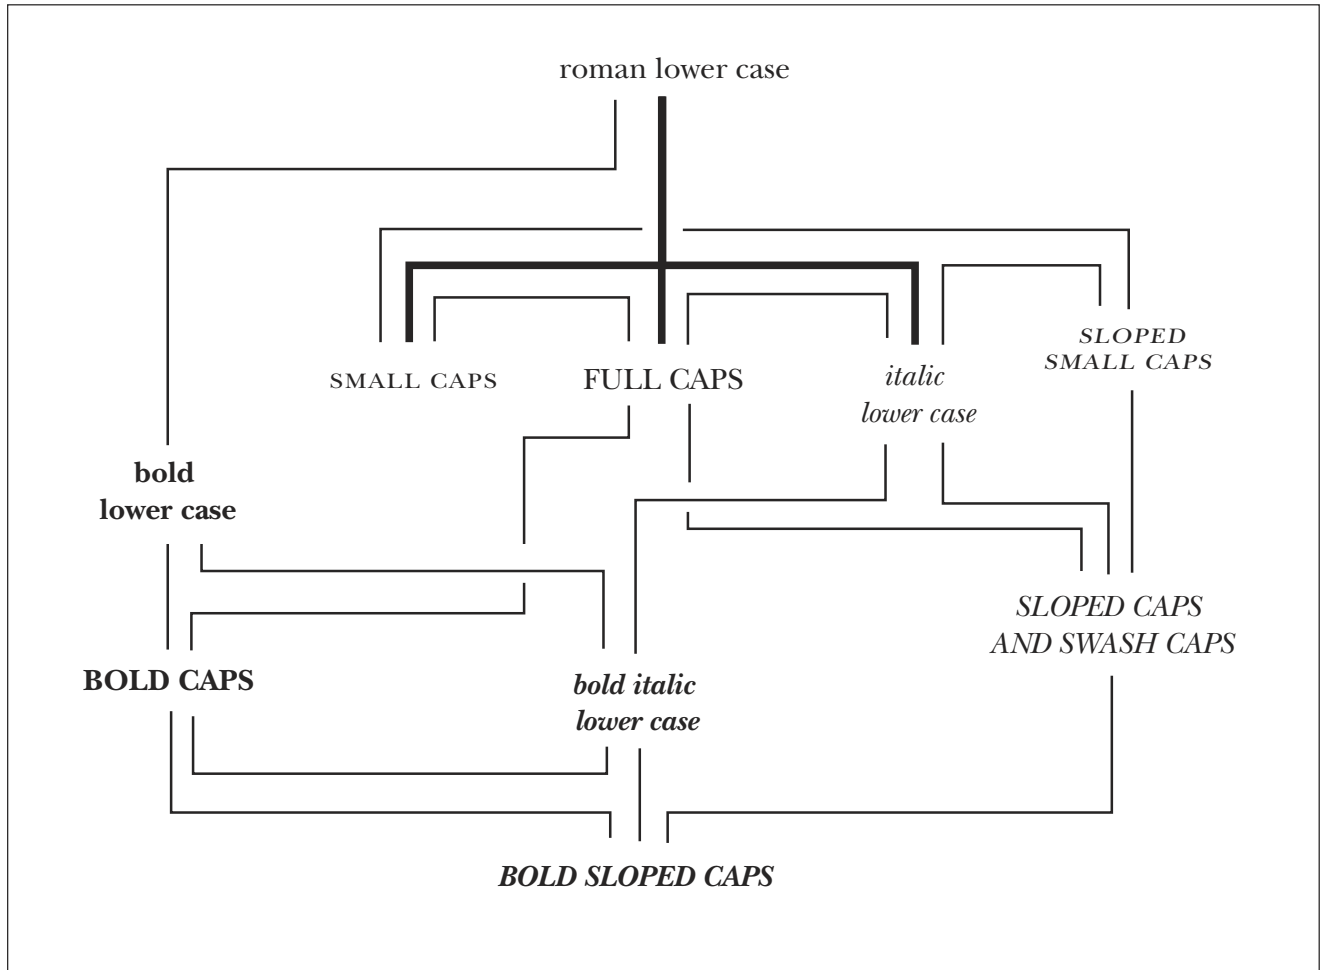 roman lower case
SLOPED
SMALL CAPS
SMALL CAPS
FULL CAPS
italic
lower case
bold
lower case
SLOPED CAPS
AND SWASH CAPS
BOLD CAPS
bold italic
lower case
BOLD SLOPED CAPS